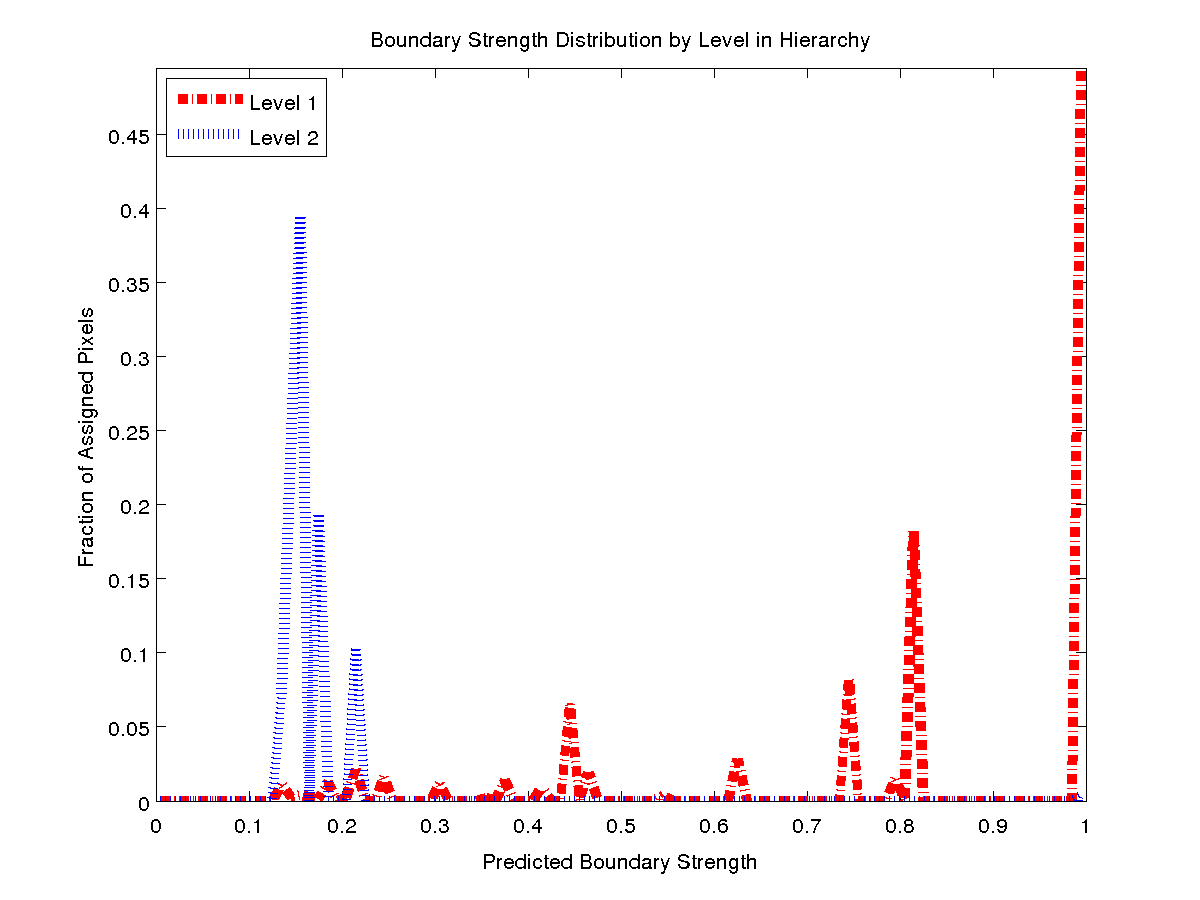 Boundary Strength Distribution by Level in Hierarchy
Level 1
Level 2
0.45
0.4
0.35
0.3
0.25
0.2
0.15
0.1
0.05
0
Fraction of Assigned Pixels
0 0.1 0.2 0.3 0.4 0.5 0.6 0.7 0.8 0.9 1
Predicted Boundary Strength